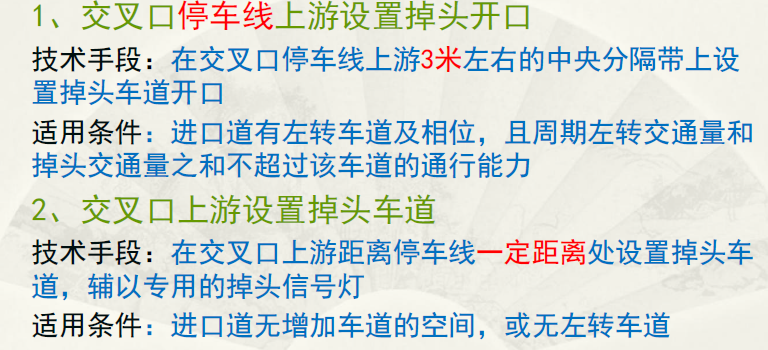 1、交叉口停车线上游设置掉头开口
技术手段：在交叉口停车线上游3米左右的中央分隔带上设
置掉头车道开口
适用条件：进口道有左转车道及相位，且周期左转交通量和
掉头交通量之和不超过该车道的通行能力
2、交叉口上游设置掉头车道
技术手段：在交叉口上游距离停车线一定距离处设置掉头车
道，辅以专用的掉头信号灯
适用条件：进口道无增加车道的空间，或无左转车道